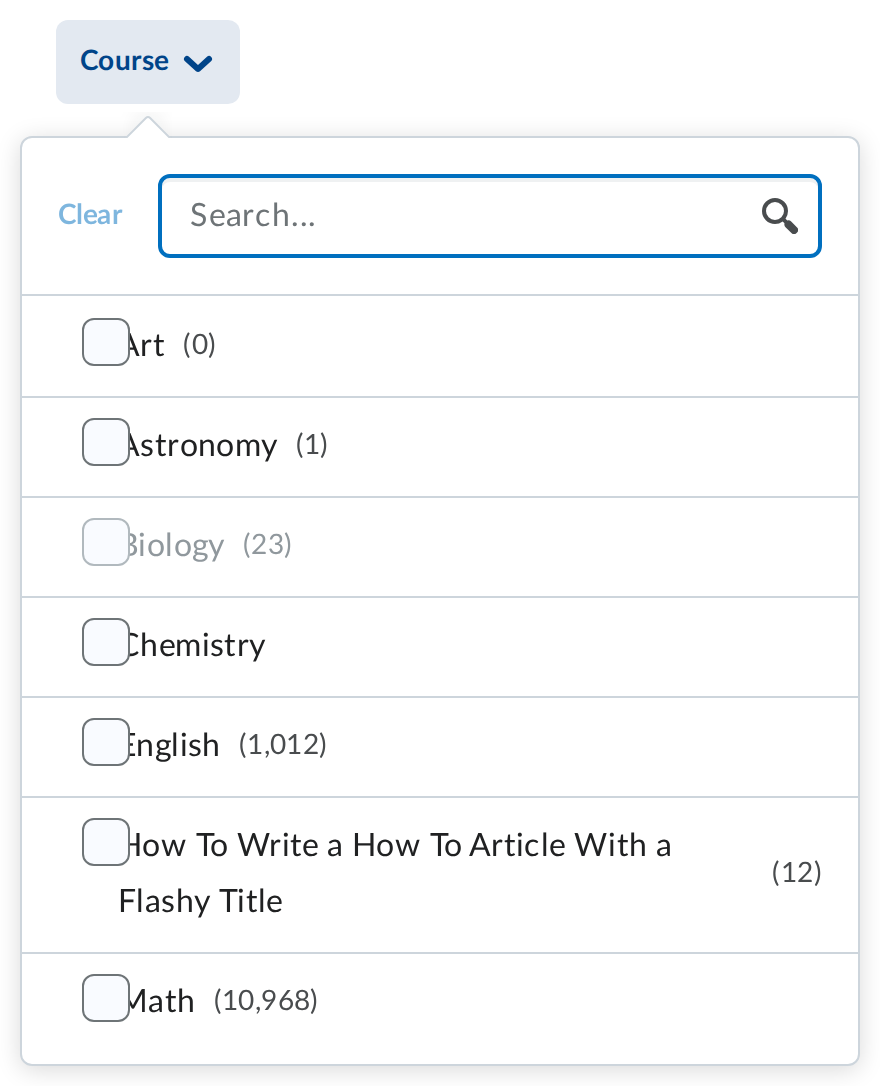 Course
Clear
Search...
Art (0)
Astronomy (1)
Biology (23)
Chemistry
English (1,012)
How To Write a How To Article With a
Flashy Title
(12)
Math (10,968)